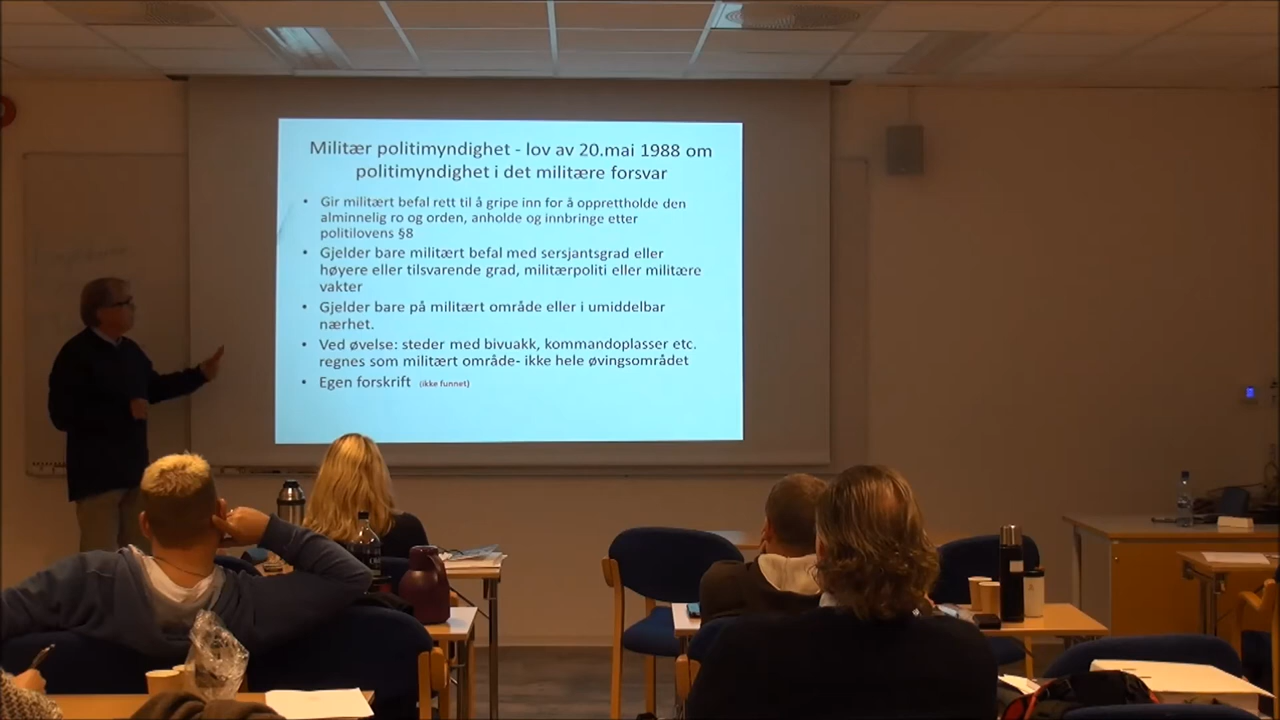 Militær politimyndighet - lov av 20.mai 1988 om
politimyndighet i det militære forsvar
• Gir militært befal rett til å gripe inn for å opprettholde den
alminnelig ro og orden, anholde og innbringe etter
politilovens §8
• Gjelder bare militært befal med sersjantsgrad eller
høyere eller tilsvarende grad, militærpoliti eller militære
vakter
• Gjelder bare på militært område eller i umiddelbar
nærhet.
• Ved øvelse: steder med bivuakk, kommandoplasser etc.
regnes som militært område- ikke hele øvingsområdet
• Egen forskrift (ikke funnet)